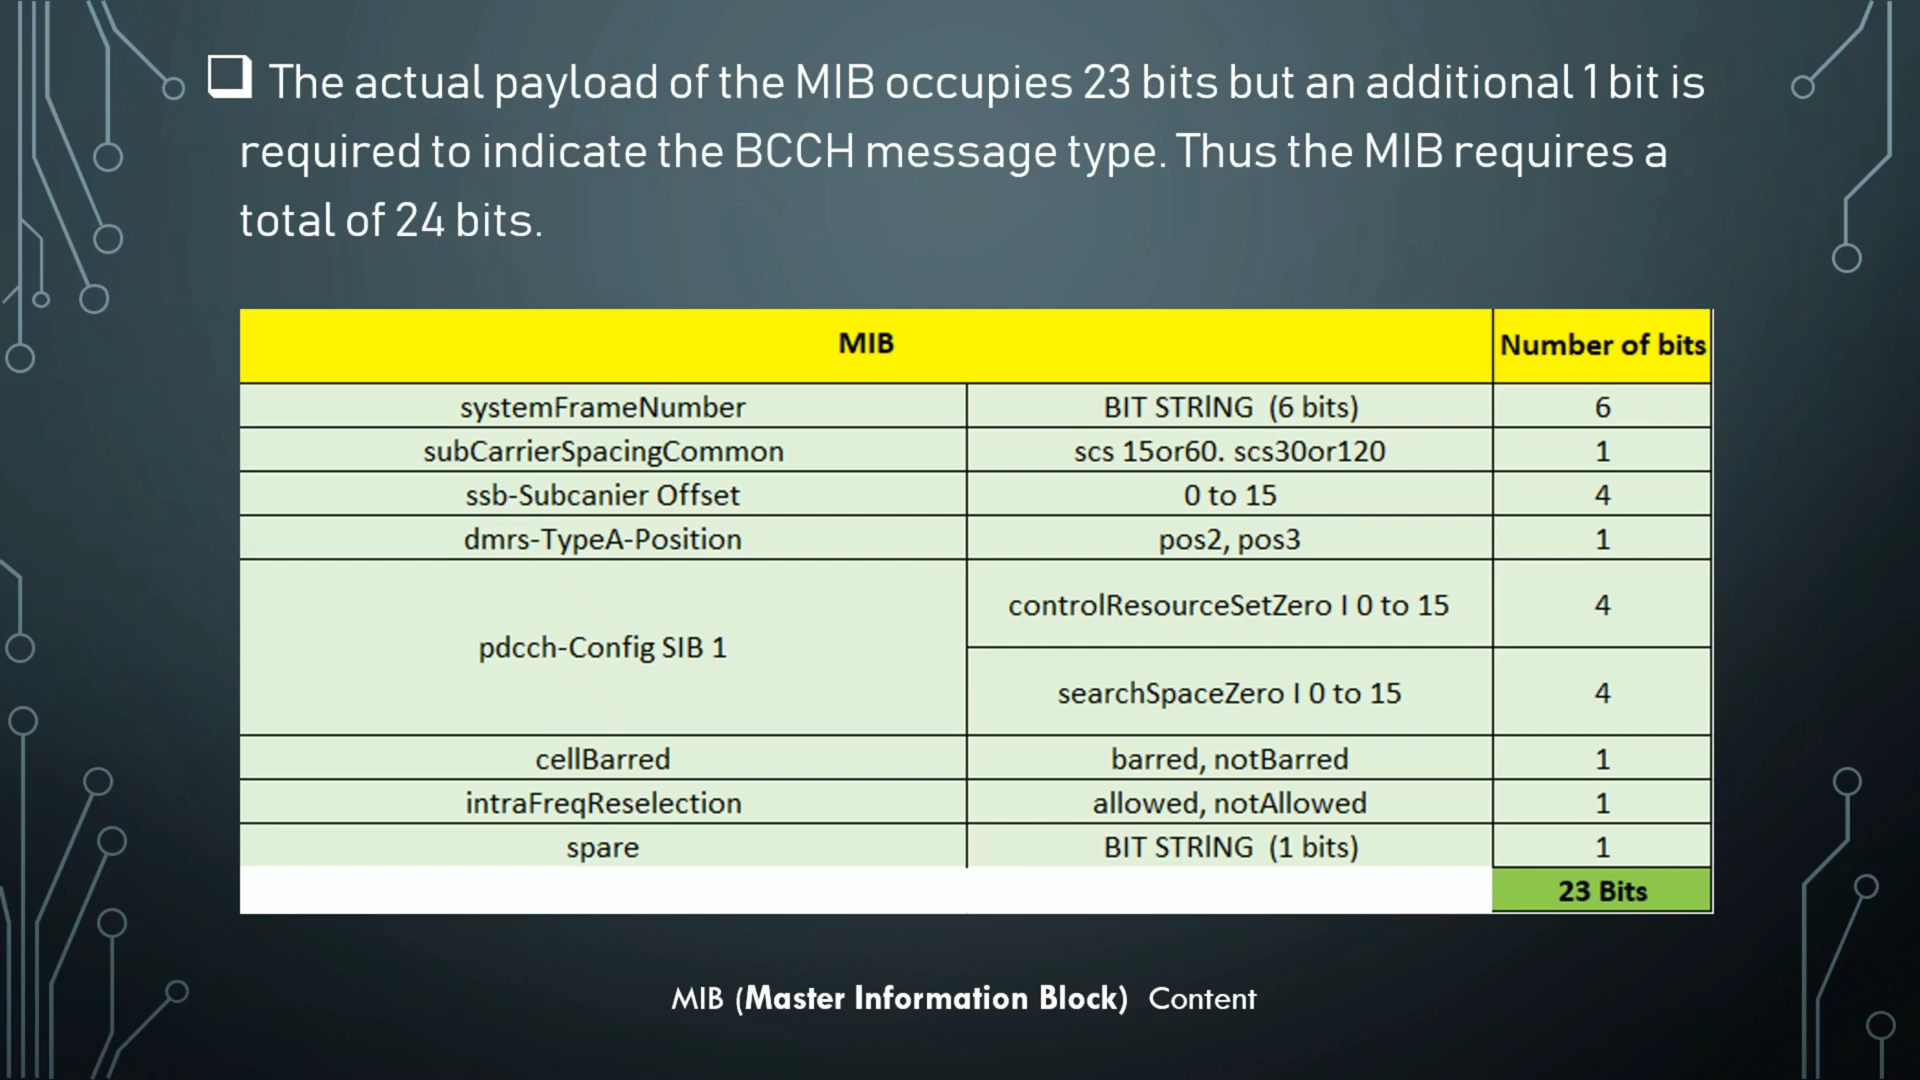 The actual payload of the MIB occupies 23 bits but an additional 1 bit is
required to indicate the BCCH message type. Thus the MIB requires a
total of 24 bits.
MIB Number of bits
systemFrameNumber BIT STRlNG (6 bits) 6
subCarrierSpacingCommon scs 15or60. scs30or120 1
ssb-Subcanier Offset 0 to 15 4
dmrs-TypeA-Position pos2, pos3 1
pdcch-Config SIB 1 controlResourceSetZero I 0 to 15 4
searchSpaceZero I 0 to 15 4
cellBarred barred, notBarred 1
intraFreqReselection allowed, notAllowed 1
spare BIT STRlNG (1 bits) 1
23 Bits
MIB (Master Information Block) Content